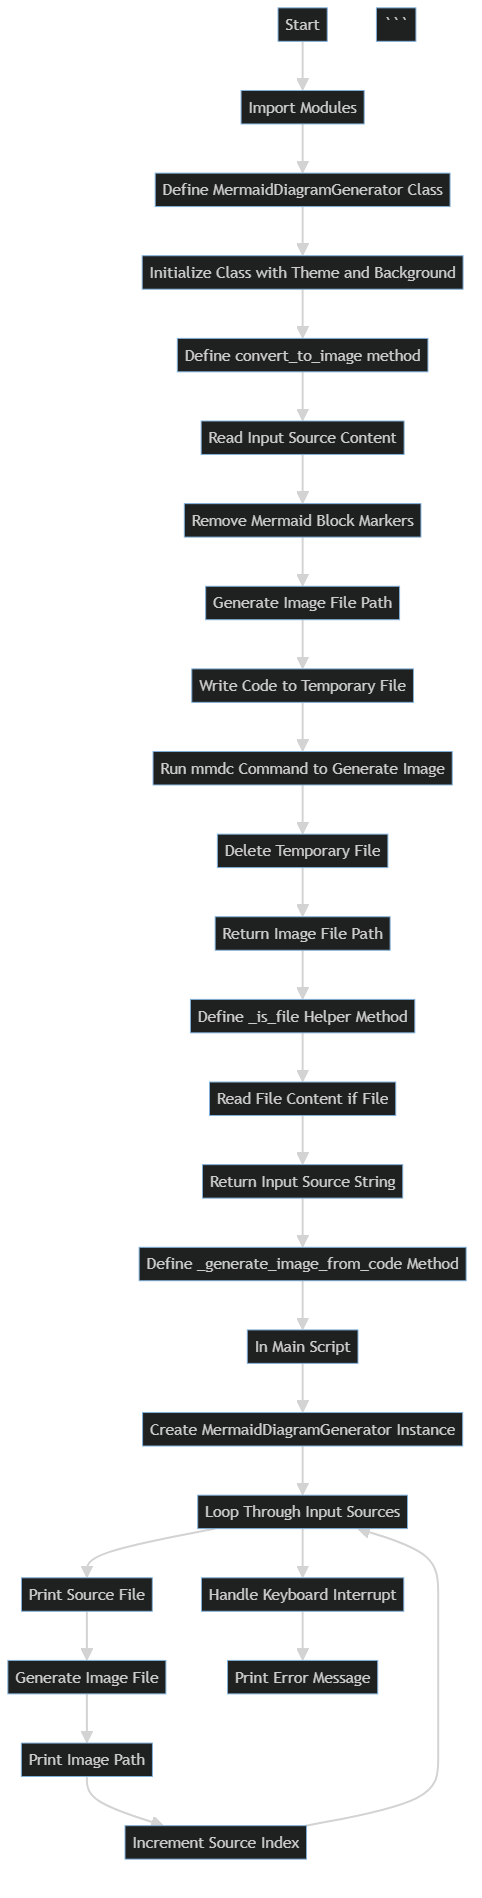 Start
```
Import Modules
Define MermaidDiagramGenerator Class
Initialize Class with Theme and Background
Define convert_to_image method
Read Input Source Content
Remove Mermaid Block Markers
Generate Image File Path
Write Code to Temporary File
Run mmdc Command to Generate Image
Delete Temporary File
Return Image File Path
Define _is_file Helper Method
Read File Content if File
Return Input Source String
Define _generate_image_from_code Method
In Main Script
Create MermaidDiagramGenerator Instance
Loop Through Input Sources
Print Source File
Handle Keyboard Interrupt
Generate Image File
Print Error Message
Print Image Path
Increment Source Index